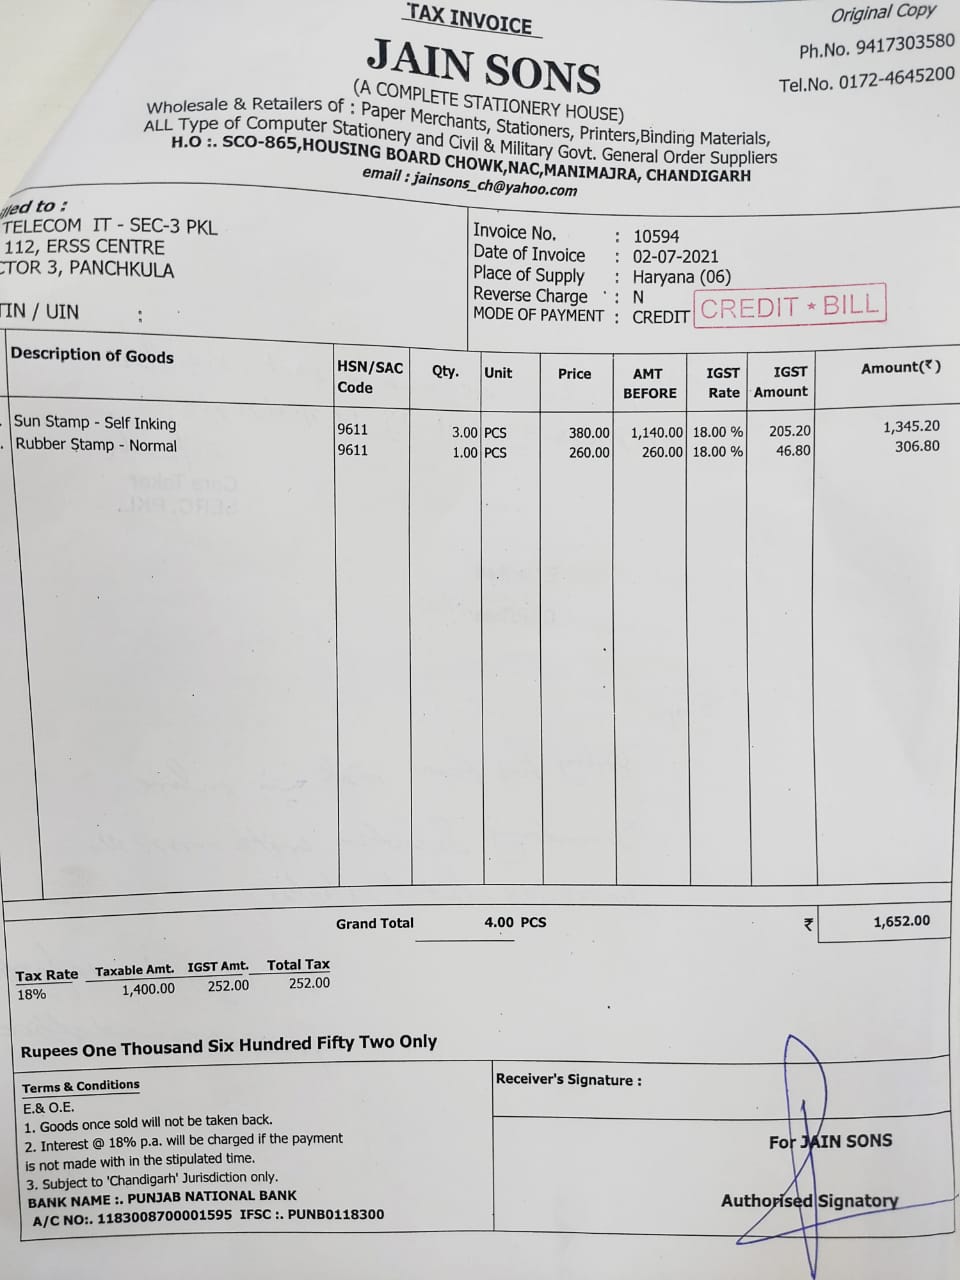 TAX INVOICE
Original Copy
JAIN SONS
Ph.No. 9417303580
(A COMPLETE STATIONERY HOUSE)
Tel.No. 0172-4645200
Wholesale & Retailers of : Paper Merchants, Stationers, Printers,Binding Materials,
ALL Type of Computer Stationery and Civil & Military Govt. General Order Suppliers
H.O :. SCO-865,HOUSING BOARD CHOWK,NAC,MANIMAJRA, CHANDIGARH
email : jainsons_ch@yahoo.com
lled to :
TELECOM IT - SEC-3 PKL
112, ERSS CENTRE
CTOR 3, PANCHKULA
TIN / UIN :
Invoice No. : 10594
Date of Invoice : 02-07-2021
Place of Supply : Haryana (06)
Reverse Charge : N
MODE OF PAYMENT : CREDIT
CREDIT * BILL
Description of Goods HSN/SAC Code Qty. Unit Price AMT BEFORE IGST Rate IGST Amount Amount(₹)
Sun Stamp - Self Inking 9611 3.00 PCS 380.00 1,140.00 18.00 % 205.20 1,345.20
Rubber Stamp - Normal 9611 1.00 PCS 260.00 260.00 18.00 % 46.80 306.80
Grand Total 4.00 PCS ₹ 1,652.00
Tax Rate Taxable Amt. IGST Amt. Total Tax
18% 1,400.00 252.00 252.00
Rupees One Thousand Six Hundred Fifty Two Only
Terms & Conditions
E.& O.E.
1. Goods once sold will not be taken back.
2. Interest @ 18% p.a. will be charged if the payment
is not made with in the stipulated time.
3. Subject to 'Chandigarh' Jurisdiction only.
BANK NAME :. PUNJAB NATIONAL BANK
A/C NO:. 1183008700001595 IFSC :. PUNB0118300
Receiver's Signature :
For JAIN SONS
Authorised Signatory